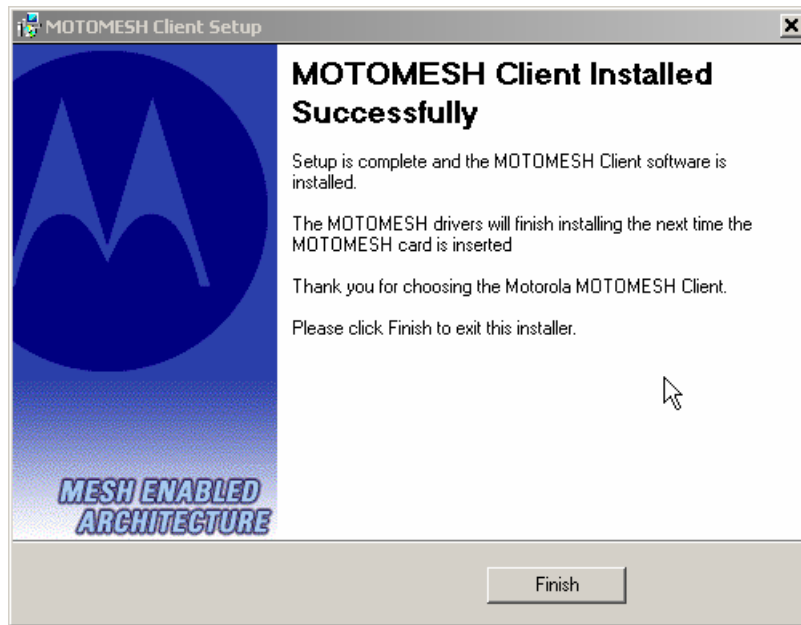 MOTOMESH Client Setup
MOTOMESH Client Installed
Successfully
Setup is complete and the MOTOMESH Client software is
installed.
The MOTOMESH drivers will finish installing the next time the
MOTOMESH card is inserted
Thank you for choosing the Motorola MOTOMESH Client.
Please click Finish to exit this installer.
MESH ENABLED
ARCHITECTURE
Finish